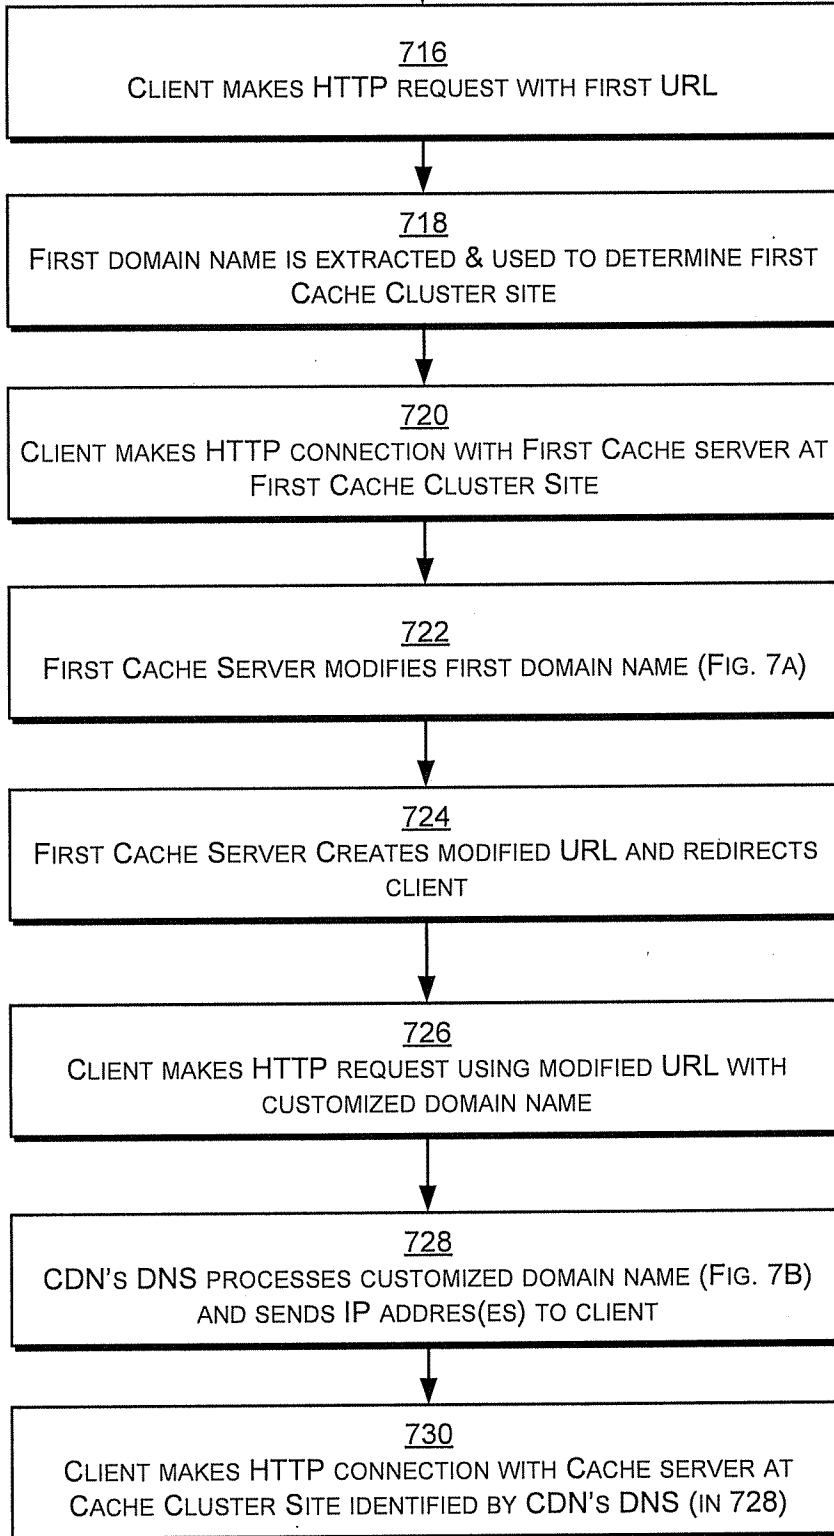 716
CLIENT MAKES HTTP REQUEST WITH FIRST URL
718
FIRST DOMAIN NAME IS EXTRACTED & USED TO DETERMINE FIRST
CACHE CLUSTER SITE
720
CLIENT MAKES HTTP CONNECTION WITH FIRST CACHE SERVER AT
FIRST CACHE CLUSTER SITE
722
FIRST CACHE SERVER MODIFIES FIRST DOMAIN NAME (FIG. 7A)
724
FIRST CACHE SERVER CREATES MODIFIED URL AND REDIRECTS
CLIENT
726
CLIENT MAKES HTTP REQUEST USING MODIFIED URL WITH
CUSTOMIZED DOMAIN NAME
728
CDN'S DNS PROCESSES CUSTOMIZED DOMAIN NAME (FIG. 7B)
AND SENDS IP ADDRES(ES) TO CLIENT
730
CLIENT MAKES HTTP CONNECTION WITH CACHE SERVER AT
CACHE CLUSTER SITE IDENTIFIED BY CDN'S DNS (IN 728)